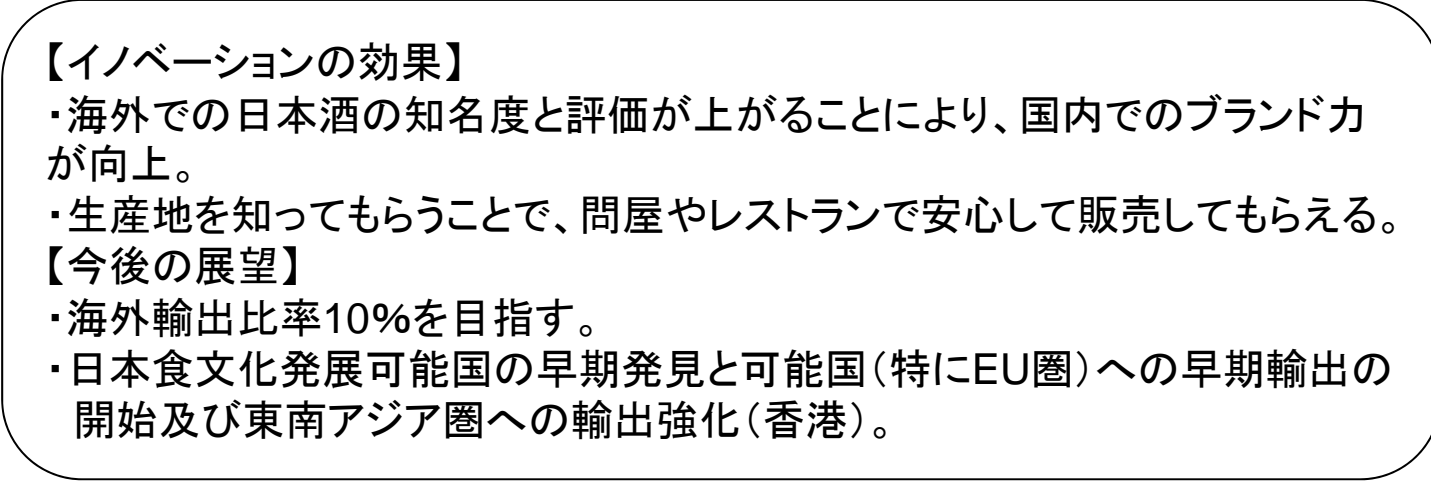 【イノベーションの効果】
・海外での日本酒の知名度と評価が上がることにより、国内でのブランド力
が向上。
・生産地を知ってもらうことで、問屋やレストランで安心して販売してもらえる。
【今後の展望】
・海外輸出比率10%を目指す。
・日本食文化発展可能国の早期発見と可能国(特にEU圏)への早期輸出の
開始及び東南アジア圏への輸出強化(香港)。